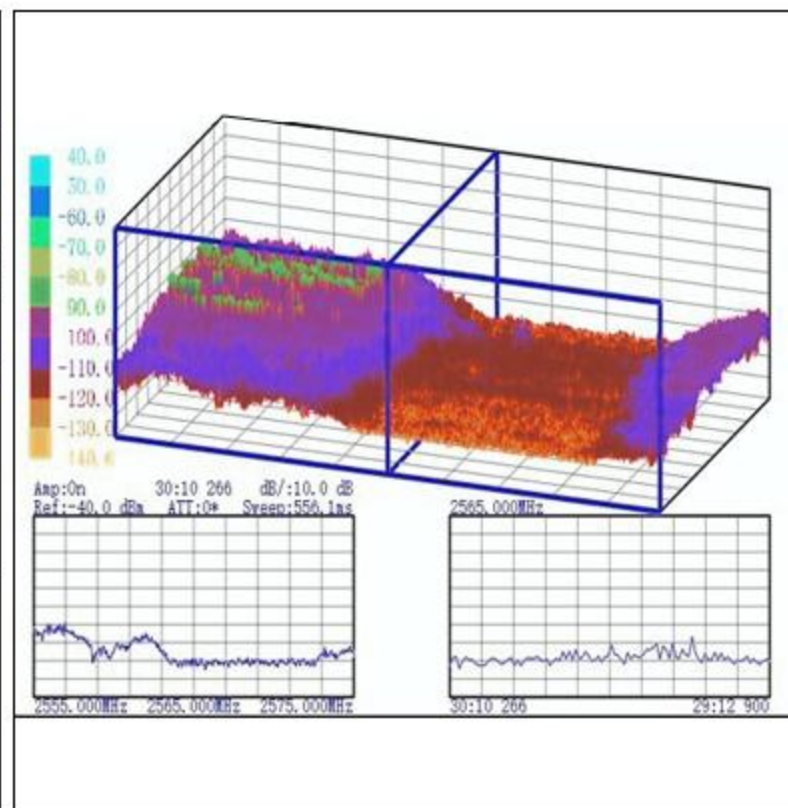 40.0
50.0
-60.0
-70.0
-80.0
90.0
100.0
-110.0
-120.0
-130.0
140.0
Amp:On 30:10 266 dB/:10.0 dB
Ref:-40.0 dBm ATT:0* Sweep:556.1ms
2565.000MHz
2555.000MHz 2565.000MHz 2575.000MHz
30:10 266 29:12 900